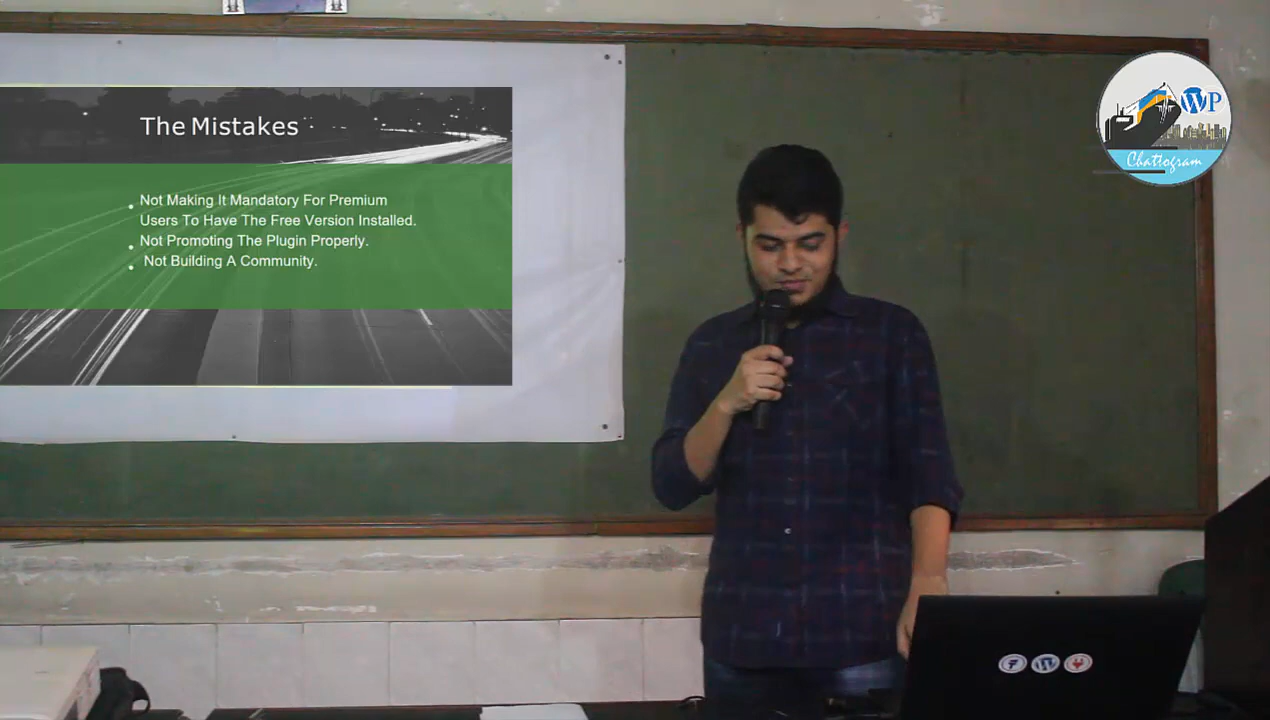 The Mistakes
Not Making It Mandatory For Premium
Users To Have The Free Version Installed.
Not Promoting The Plugin Properly.
Not Building A Community.
WP
Chattogram